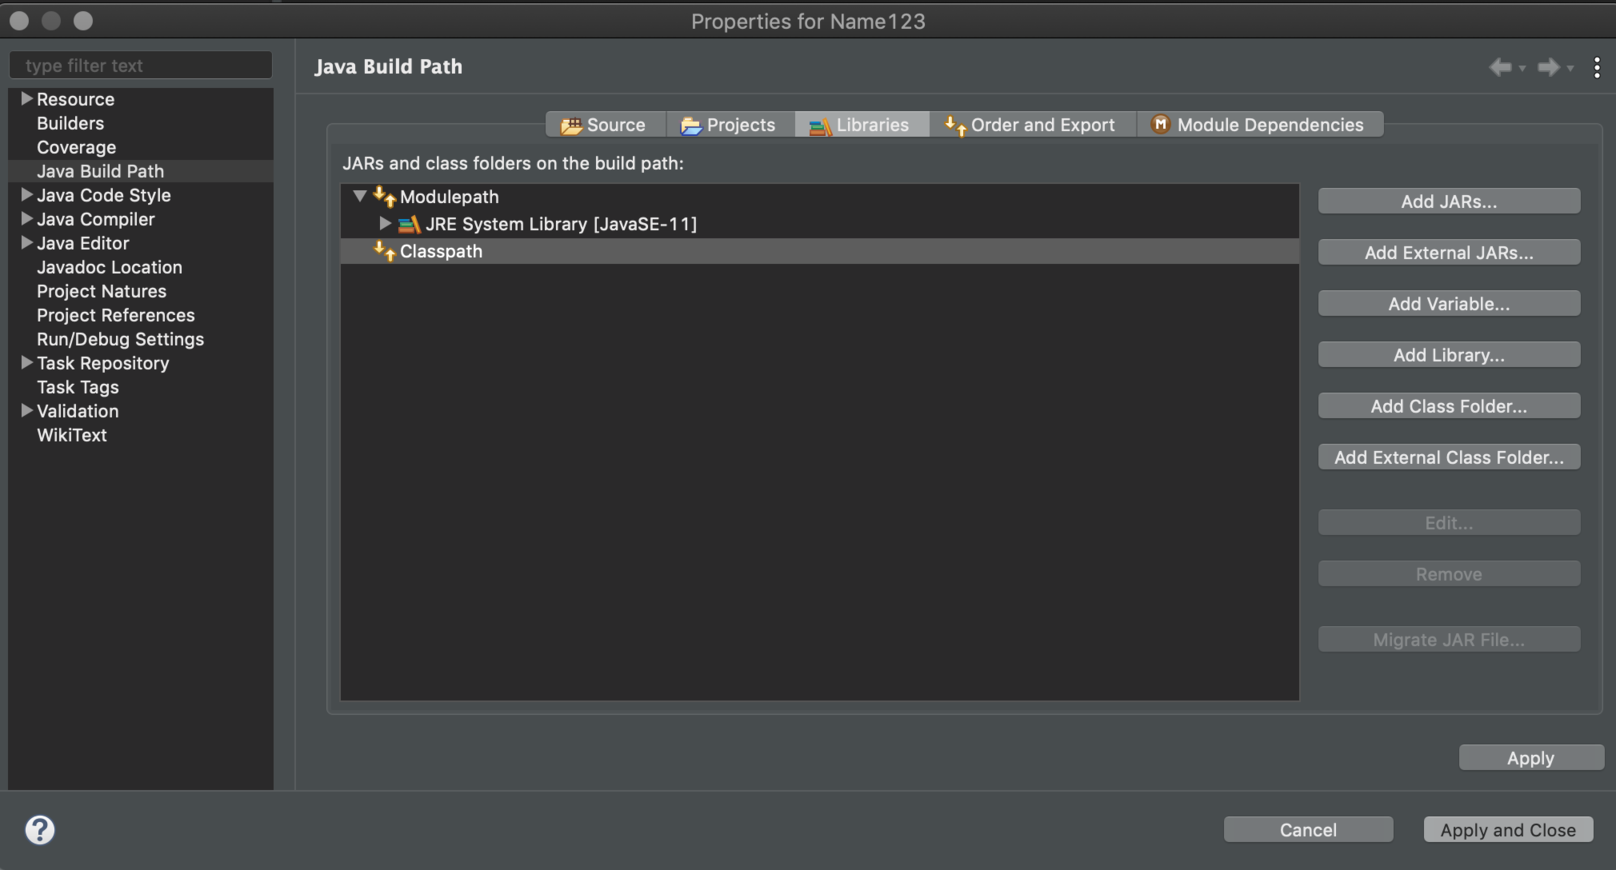 Properties for Name123
type filter text
Java Build Path
Resource
Builders
Coverage
Java Build Path
Java Code Style
Java Compiler
Java Editor
Javadoc Location
Project Natures
Project References
Run/Debug Settings
Task Repository
Task Tags
Validation
WikiText
Source
Projects
Libraries
Order and Export
M Module Dependencies
JARs and class folders on the build path:
Modulepath
JRE System Library [JavaSE-11]
Classpath
Add JARs...
Add External JARs...
Add Variable...
Add Library...
Add Class Folder...
Add External Class Folder...
Edit...
Remove
Migrate JAR File...
Apply
?
Cancel
Apply and Close